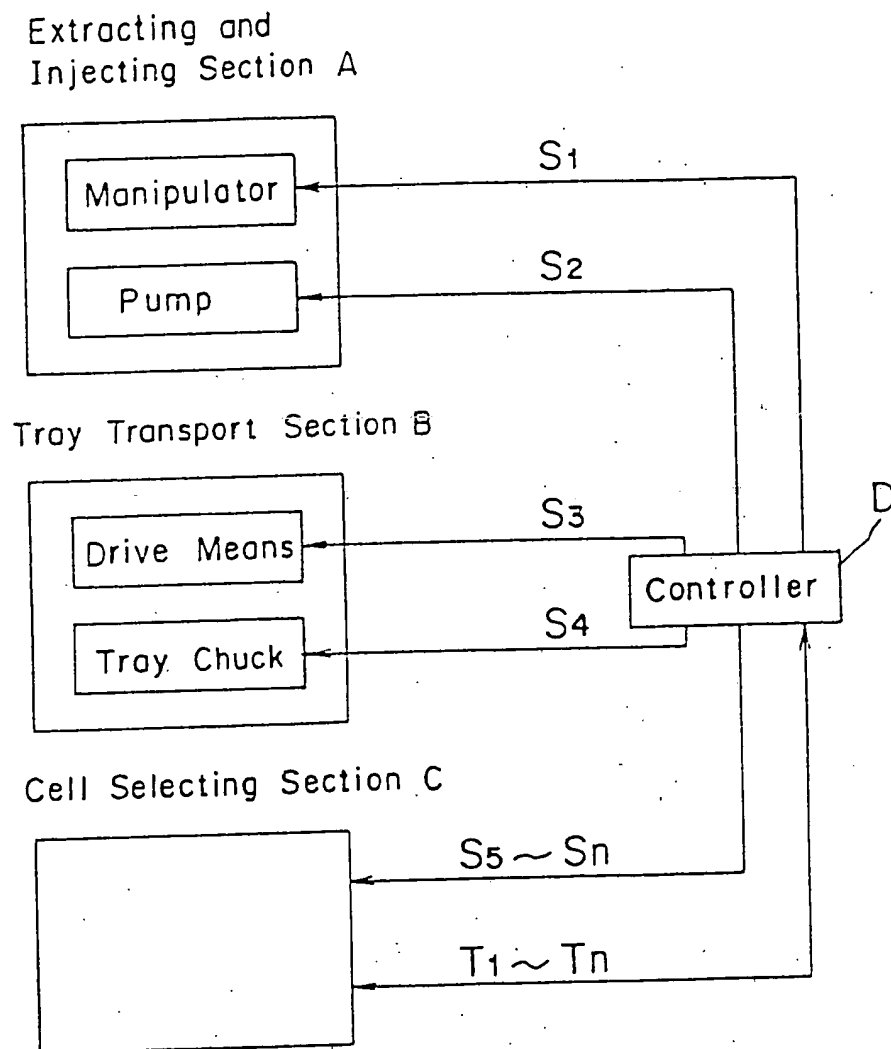 Extracting and
Injecting Section A
Manipulator
S1
Pump
S2
Tray Transport Section B
Drive Means
S3
D
Controller
Tray Chuck
S4
Cell Selecting Section C
S5~Sn
T1~Tn